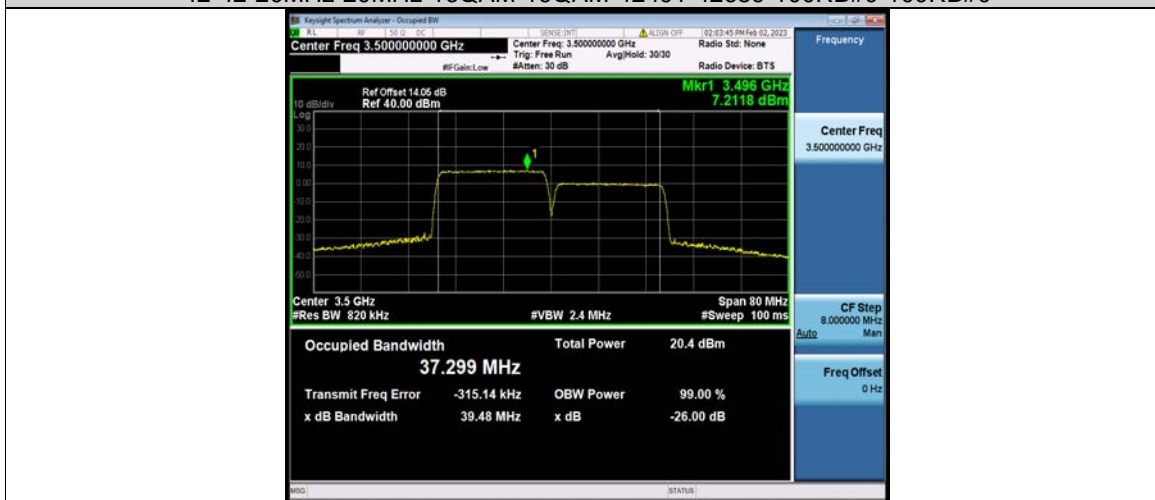 Keysight Spectrum Analyzer - Occupied BW
RL RF 50 Ω DC SENSE:INT ALIGN OFF 02:03:45 PM Feb 02, 2023
Center Freq 3.500000000 GHz
Center Freq: 3.500000000 GHz
Radio Std: None
Trig: Free Run Avg|Hold: 30/30
#IFGain:Low #Atten: 30 dB Radio Device: BTS
Frequency
Mkr1 3.496 GHz
7.2118 dBm
Ref Offset 14.05 dB
10 dB/div Ref 40.00 dBm
Log
30.0
20.0
10.0
0.00
-10.0
-20.0
-30.0
-40.0
-50.0
1
Center Freq
3.500000000 GHz
Center 3.5 GHz Span 80 MHz
#Res BW 820 kHz #VBW 2.4 MHz #Sweep 100 ms
CF Step
8.000000 MHz
Auto Man
Occupied Bandwidth Total Power 20.4 dBm
37.299 MHz
Transmit Freq Error -315.14 kHz OBW Power 99.00 %
x dB Bandwidth 39.48 MHz x dB -26.00 dB
Freq Offset
0 Hz
MSG STATUS